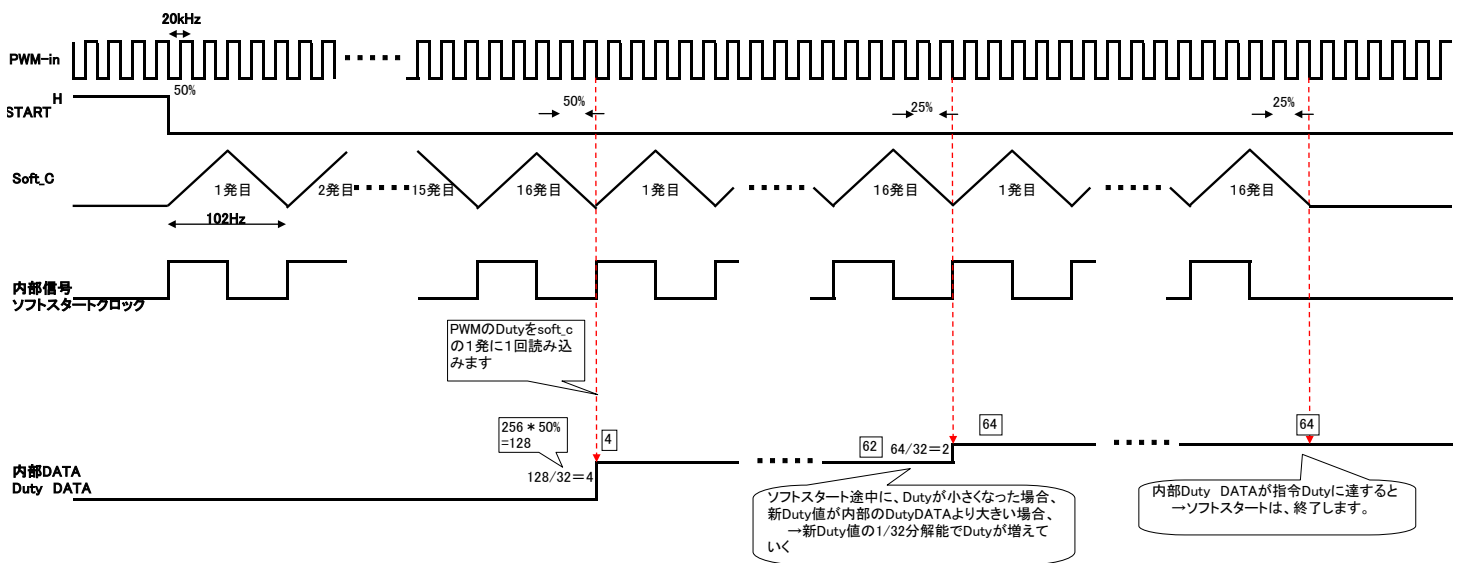 20kHz
PWM-in
START H
50%
50%
25%
25%
Soft_C
1発目
2発目
15発目
16発目
1発目
16発目
1発目
16発目
102Hz
内部信号
ソフトスタートクロック
PWMのDutyをsoft_c
の1発に1回読み込
みます
256*50%
=128
4
128/32=4
62
64/32=2
64
64
内部DATA
Duty DATA
ソフトスタート途中に、Dutyが小さくなった場合、
新Duty値が内部のDutyDATAより大きい場合、
→新Duty値の1/32分解能でDutyが増えて
いく
内部Duty DATAが指令Dutyに達すると
→ソフトスタートは、終了します。